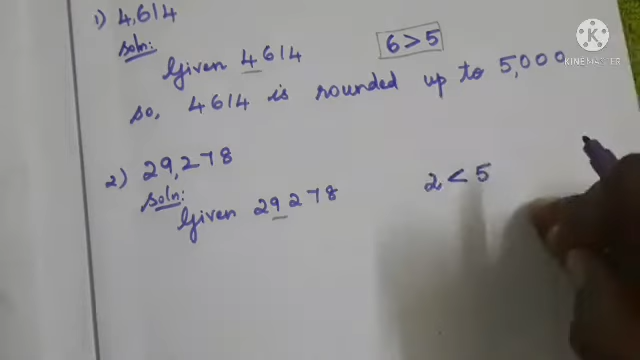 1) 4,614
Soln:
Given 4614 6 > 5
So, 4614 is rounded up to 5,000
KINEMASTER
2) 29,278
Soln:
Given 29278 2 < 5